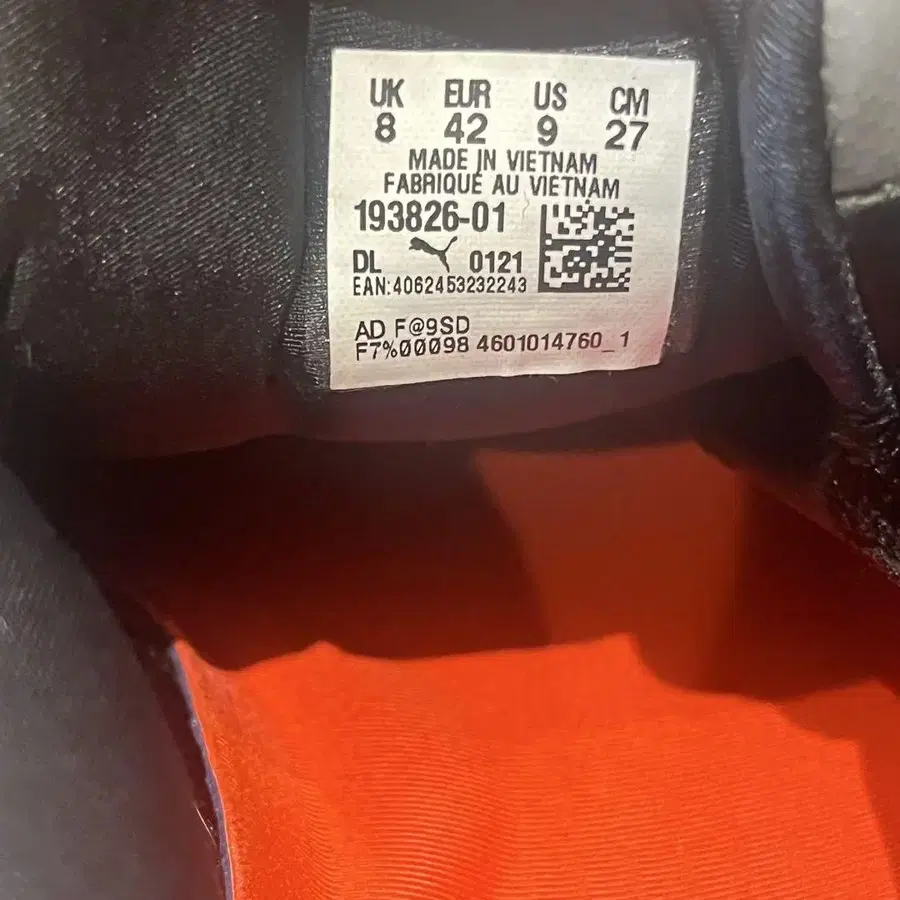 UK EUR US CM
8 42 9 27
MADE IN VIETNAM
FABRIQUÉ AU VIETNAM
193826-01
DL 0121
EAN:4062453232243
AD F@9SD
F7%00098 4601014760_1